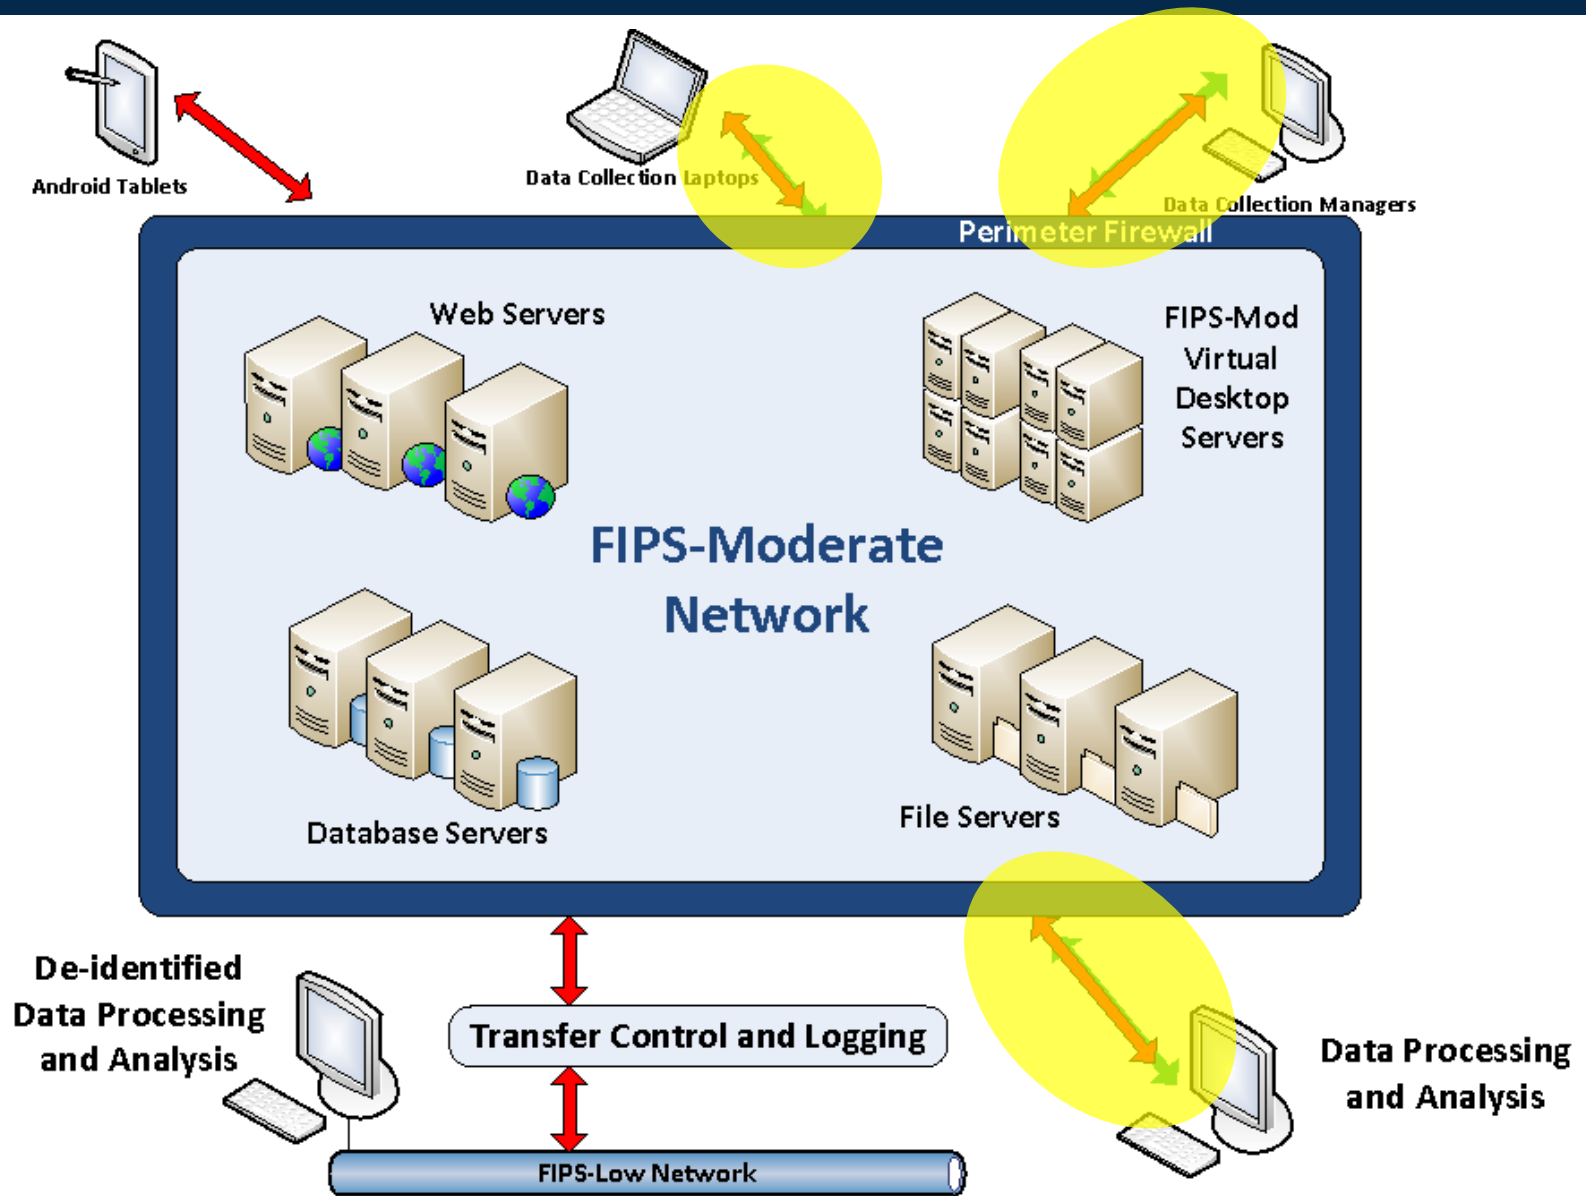 Android Tablets
Data Collection Laptops
Data Collection Managers
Perimeter Firewall
Web Servers
FIPS-Mod
Virtual
Desktop
Servers
FIPS-Moderate
Network
Database Servers
File Servers
De-identified
Data Processing
and Analysis
Transfer Control and Logging
Data Processing
and Analysis
FIPS-Low Network